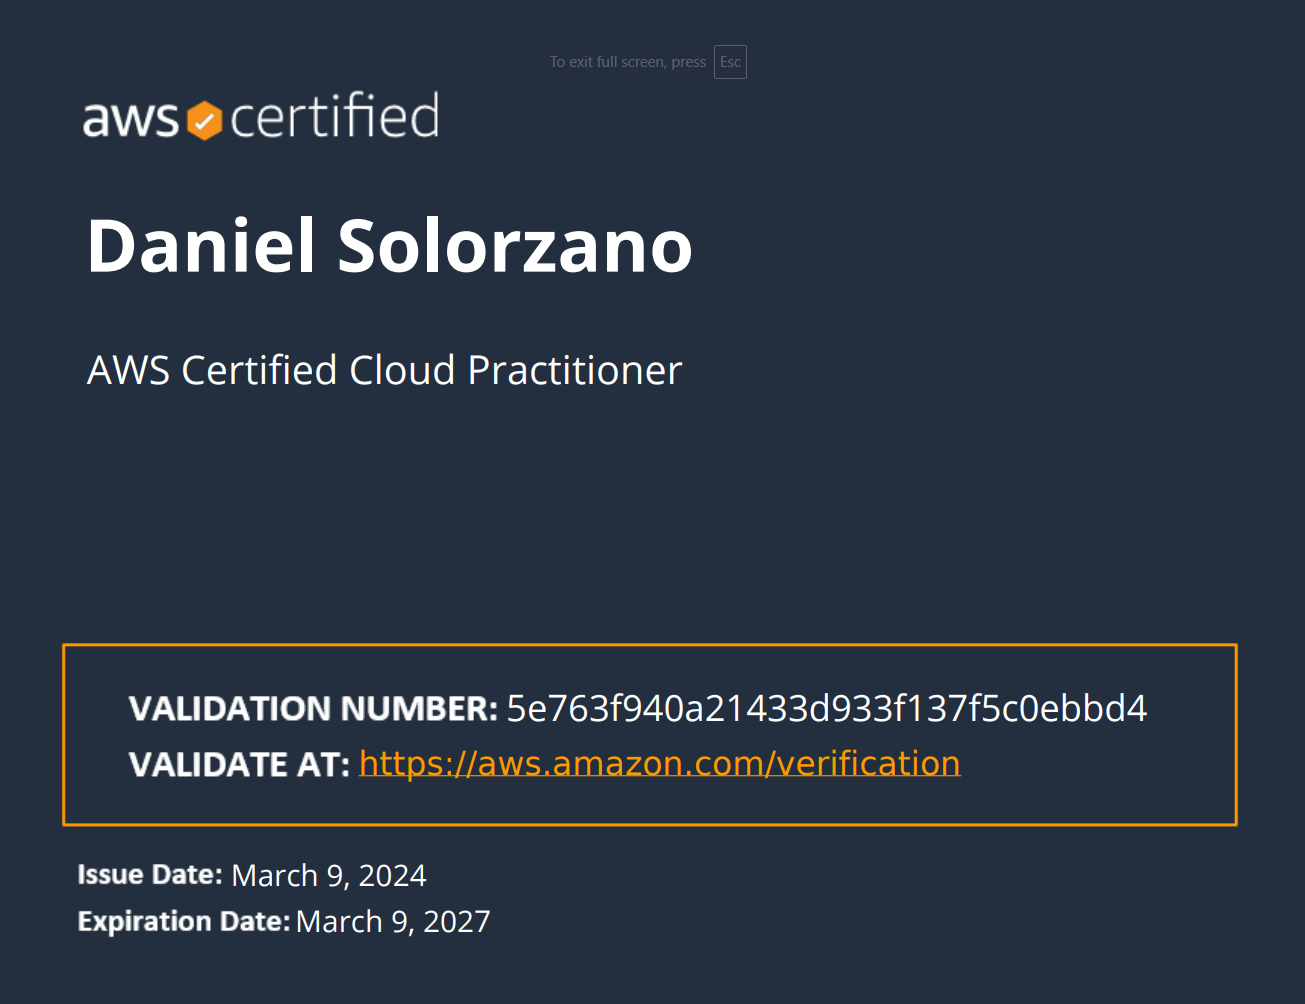 To exit full screen, press Esc
aws certified
Daniel Solorzano
AWS Certified Cloud Practitioner
VALIDATION NUMBER: 5e763f940a21433d933f137f5c0ebbd4
VALIDATE AT: https://aws.amazon.com/verification
Issue Date: March 9, 2024
Expiration Date: March 9, 2027